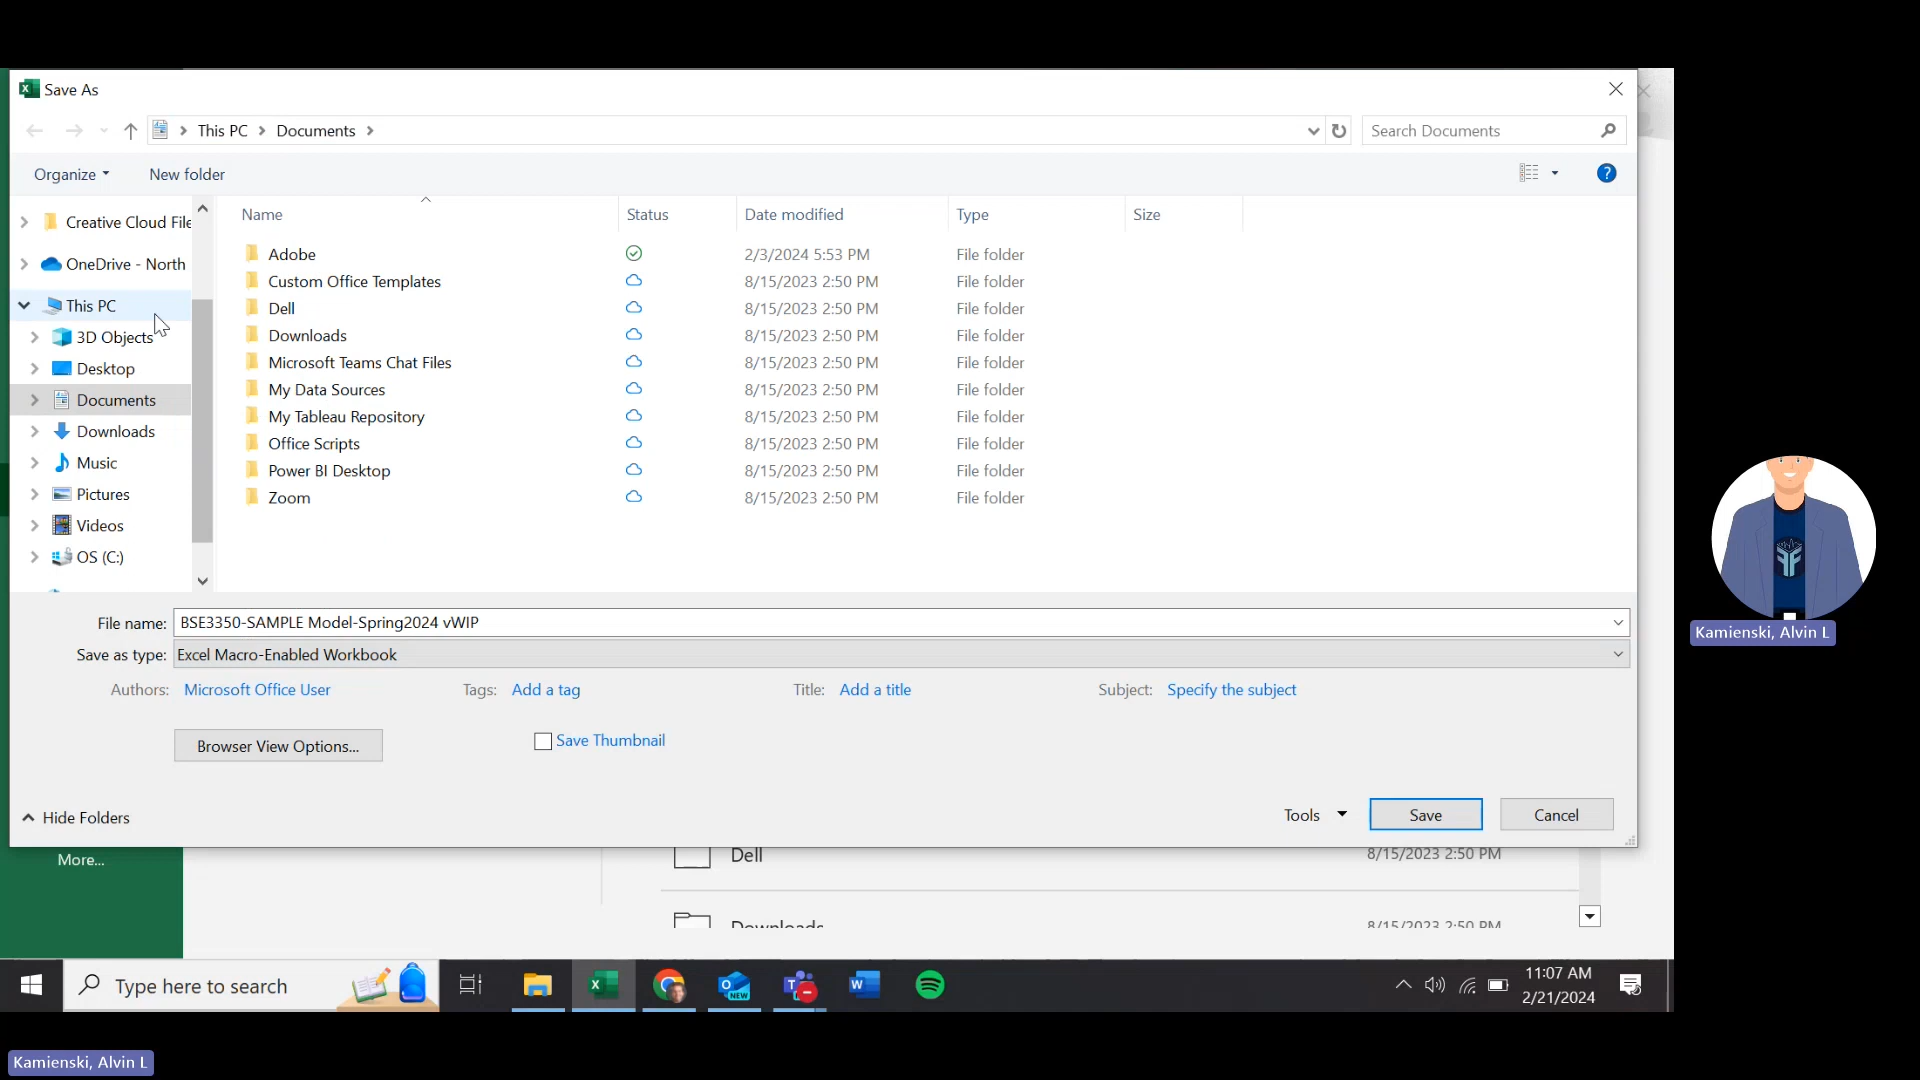 Save As
This PC > Documents >
Search Documents
Organize
New folder
Creative Cloud File
OneDrive - North
This PC
3D Objects
Desktop
Documents
Downloads
Music
Pictures
Videos
OS (C:)
Name Status Date modified Type Size
Adobe 2/3/2024 5:53 PM File folder
Custom Office Templates 8/15/2023 2:50 PM File folder
Dell 8/15/2023 2:50 PM File folder
Downloads 8/15/2023 2:50 PM File folder
Microsoft Teams Chat Files 8/15/2023 2:50 PM File folder
My Data Sources 8/15/2023 2:50 PM File folder
My Tableau Repository 8/15/2023 2:50 PM File folder
Office Scripts 8/15/2023 2:50 PM File folder
Power BI Desktop 8/15/2023 2:50 PM File folder
Zoom 8/15/2023 2:50 PM File folder
File name: BSE3350-SAMPLE Model-Spring2024 vWIP
Save as type: Excel Macro-Enabled Workbook
Authors: Microsoft Office User Tags: Add a tag Title: Add a title Subject: Specify the subject
Browser View Options...
Save Thumbnail
Hide Folders
Tools
Save
Cancel
More...
Dell 8/15/2023 2:50 PM
Downloads 8/15/2023 2:50 PM
Type here to search
NEW
11:07 AM
2/21/2024
Kamienski, Alvin L
Kamienski, Alvin L